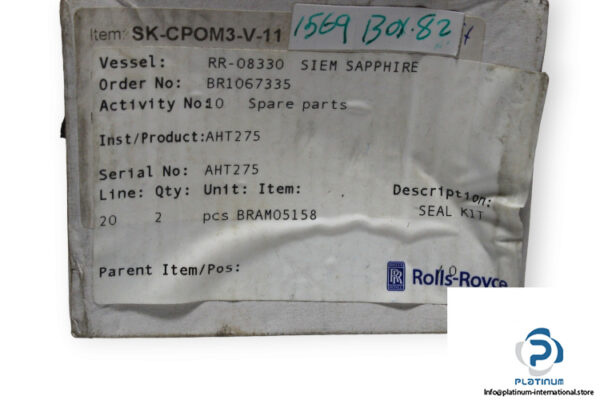 Item: SK-CPOM3-V-11
1569 BOX.82
Vessel: RR-08330 SIEM SAPPHIRE
Order No: BR1067335
Activity No: 10 Spare parts
Inst/Product: AHT275
Serial No: AHT275
Line: Qty: Unit: Item: Description:
20 2 pcs BRAM05158 SEAL KIT
Parent Item/Pos:
RR Rolls-Royce
PLATINUM
Info@platinum-international.store